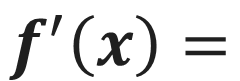 f′(x) =